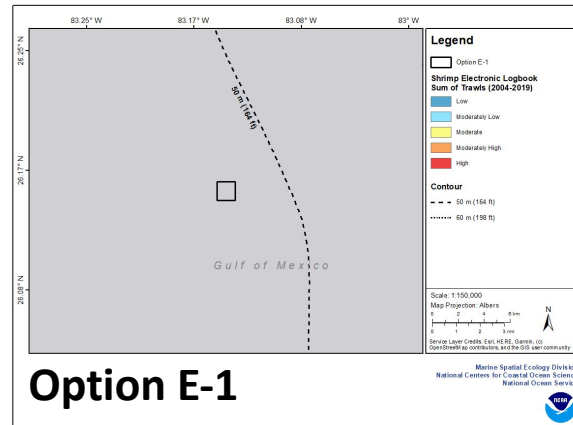 83.25° W 83.17° W 83.08° W 83° W
26.25° N
26.17° N
26.08° N
50 m (164 ft)
Gulf of Mexico
Legend
Option E-1
Shrimp Electronic Logbook
Sum of Trawls (2004-2019)
Low
Moderately Low
Moderate
Moderately High
High
Contour
50 m (164 ft)
60 m (198 ft)
Scale: 1:150,000
Map Projection: Albers
0 2 4 6 km
N
0 1 2 3 nm
Service Layer Credits: Esri, HERE, Garmin, (c)
OpenStreetMap contributors, and the GIS user community
Option E-1
Marine Spatial Ecology Divisio
National Centers for Coastal Ocean Scienc
National Ocean Servic
NOAA